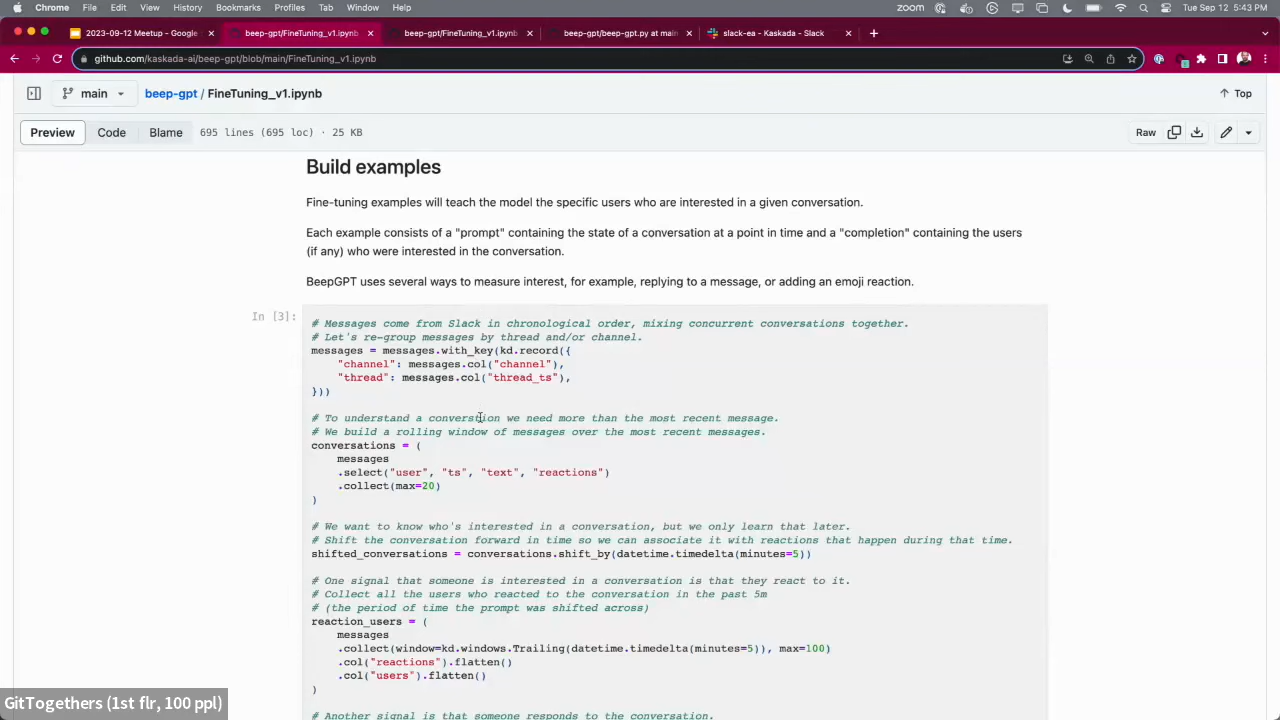 Chrome File Edit View History Bookmarks Profiles Tab Window Help zoom Tue Sep 12 5:43 PM
2023-09-12 Meetup - Google beep-gpt/FineTuning_v1.ipynb beep-gpt/FineTuning_v1.ipynb beep-gpt/beep-gpt.py at main slack-ea - Kaskada - Slack
github.com/kaskada-ai/beep-gpt/blob/main/FineTuning_v1.ipynb
main beep-gpt / FineTuning_v1.ipynb Top
Preview Code Blame 695 lines (695 loc) · 25 KB Raw
Build examples
Fine-tuning examples will teach the model the specific users who are interested in a given conversation.
Each example consists of a "prompt" containing the state of a conversation at a point in time and a "completion" containing the users
(if any) who were interested in the conversation.
BeepGPT uses several ways to measure interest, for example, replying to a message, or adding an emoji reaction.
In [3]:
# Messages come from Slack in chronological order, mixing concurrent conversations together.
# Let's re-group messages by thread and/or channel.
messages = messages.with_key(kd.record({
"channel": messages.col("channel"),
"thread": messages.col("thread_ts"),
}))
# To understand a converstion we need more than the most recent message.
# We build a rolling window of messages over the most recent messages.
conversations = (
messages
.select("user", "ts", "text", "reactions")
.collect(max=20)
)
# We want to know who's interested in a conversation, but we only learn that later.
# Shift the conversation forward in time so we can associate it with reactions that happen during that time.
shifted_conversations = conversations.shift_by(datetime.timedelta(minutes=5))
# One signal that someone is interested in a conversation is that they react to it.
# Collect all the users who reacted to the conversation in the past 5m
# (the period of time the prompt was shifted across)
reaction_users = (
messages
.collect(window=kd.windows.Trailing(datetime.timedelta(minutes=5)), max=100)
.col("reactions").flatten()
.col("users").flatten()
)
# Another signal is that someone responds to the conversation.
GitTogethers (1st flr, 100 ppl)